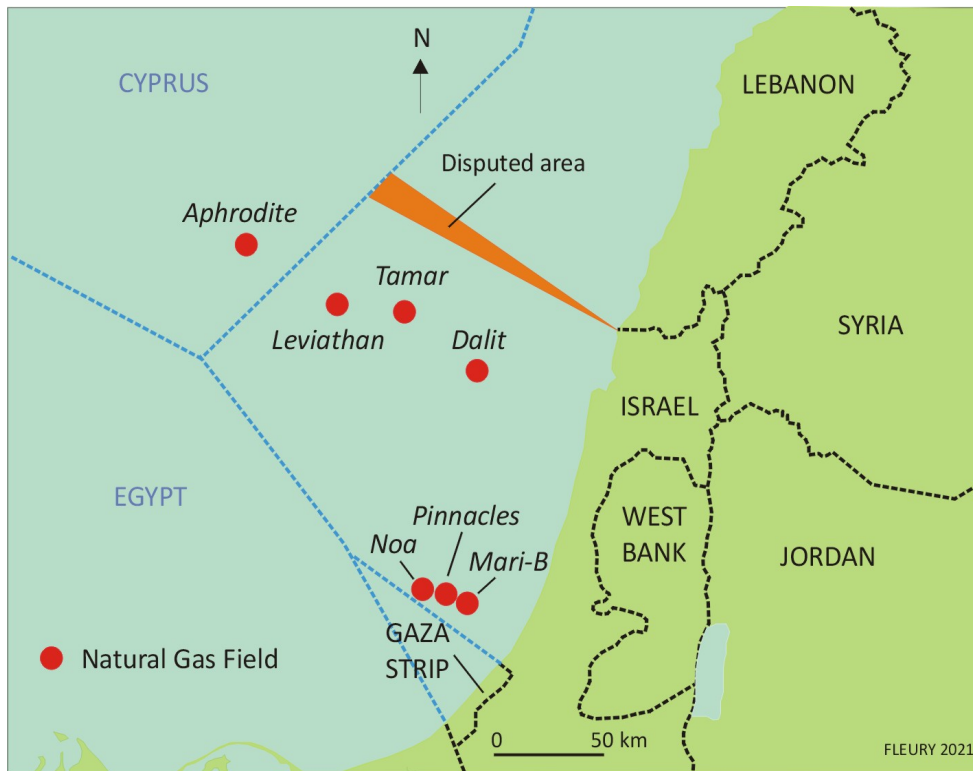 N
CYPRUS
LEBANON
Disputed area
Aphrodite
Tamar
Leviathan
SYRIA
Dalit
ISRAEL
EGYPT
Pinnacles
WEST
BANK
Noa
Mari-B
JORDAN
GAZA
STRIP
Natural Gas Field
0 50 km
FLEURY 2021